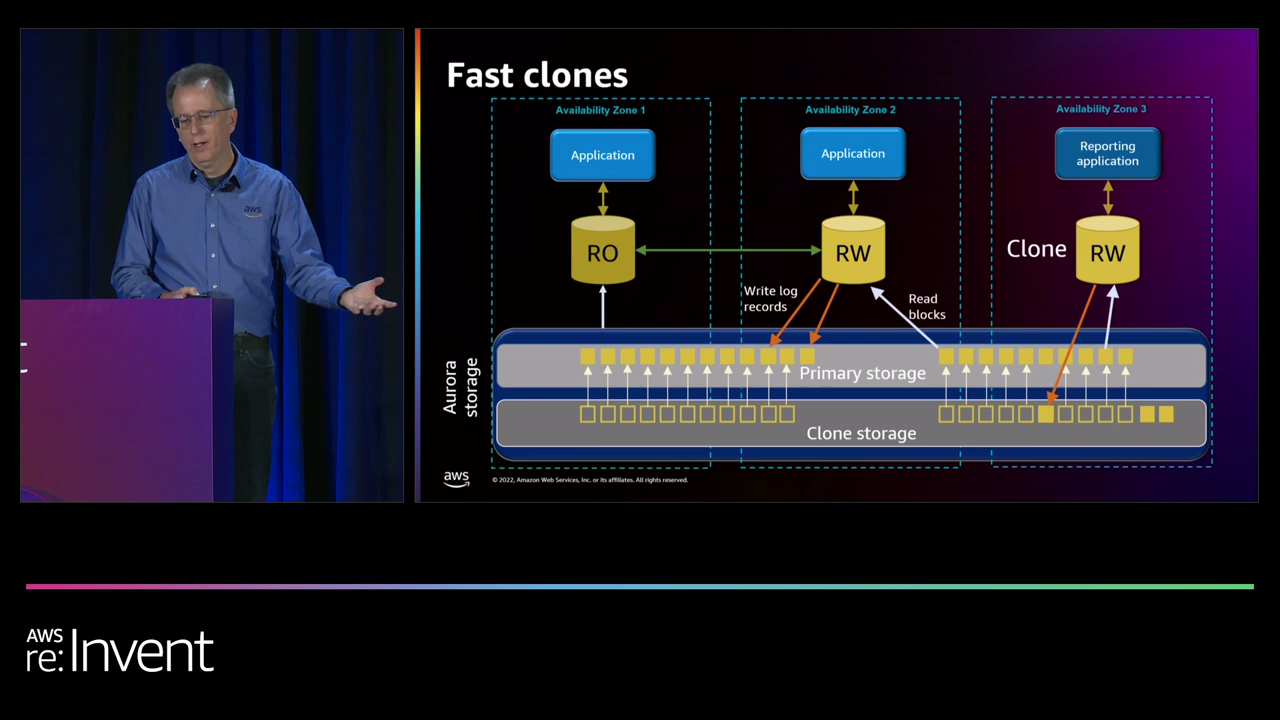 aws
Fast clones
Availability Zone 1
Availability Zone 2
Availability Zone 3
Application
Application
Reporting
application
RO
RW
Clone
RW
Write log
records
Read
blocks
Aurora
storage
Primary storage
Clone storage
aws
© 2022, Amazon Web Services, Inc. or its affiliates. All rights reserved.
AWS
re:Invent